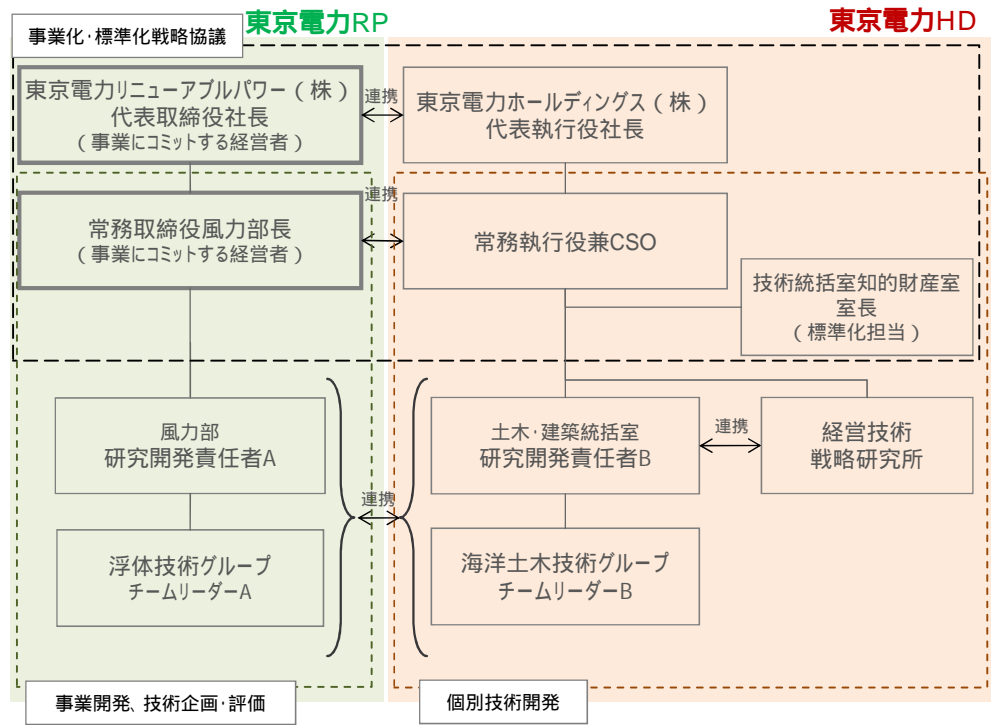 東京電力RP
東京電力HD
事業化･標準化戦略協議
東京電力リニューアブルパワー（株）
代表取締役社長
（事業にコミットする経営者）
連携
東京電力ホールディングス（株）
代表執行役社長
常務取締役風力部長
（事業にコミットする経営者）
連携
常務執行役兼CSO
技術統括室知的財産室
室長
（標準化担当）
風力部
研究開発責任者A
土木･建築統括室
研究開発責任者B
連携
経営技術
戦略研究所
連携
浮体技術グループ
チームリーダーA
海洋土木技術グループ
チームリーダーB
事業開発、技術企画･評価
個別技術開発